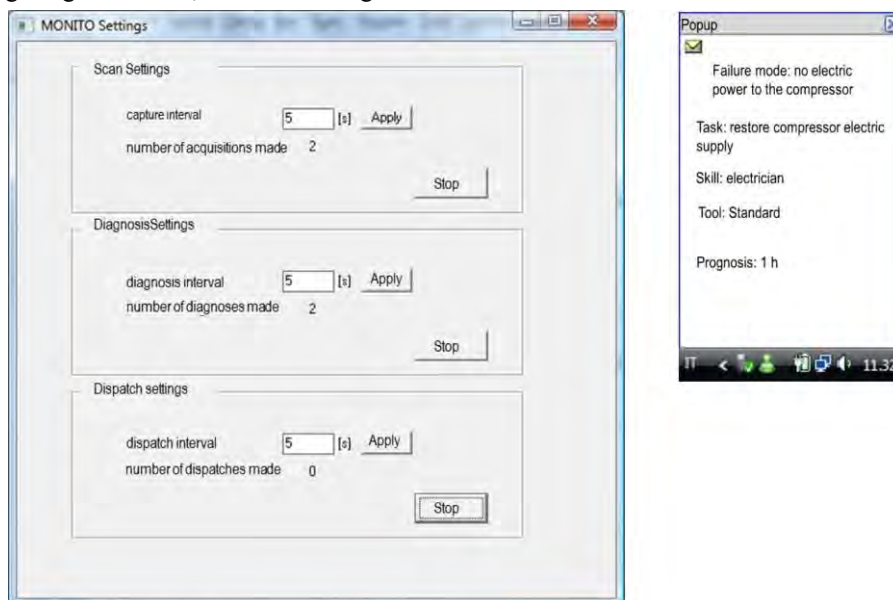 MONITO Settings
Scan Settings
capture interval 5 [s] Apply
number of acquisitions made 2
Stop
DiagnosisSettings
diagnosis interval 5 [s] Apply
number of diagnoses made 2
Stop
Dispatch settings
dispatch interval 5 [s] Apply
number of dispatches made 0
Stop
Popup
Failure mode: no electric
power to the compressor
Task: restore compressor electric
supply
Skill: electrician
Tool: Standard
Prognosis: 1 h
IT 11.32